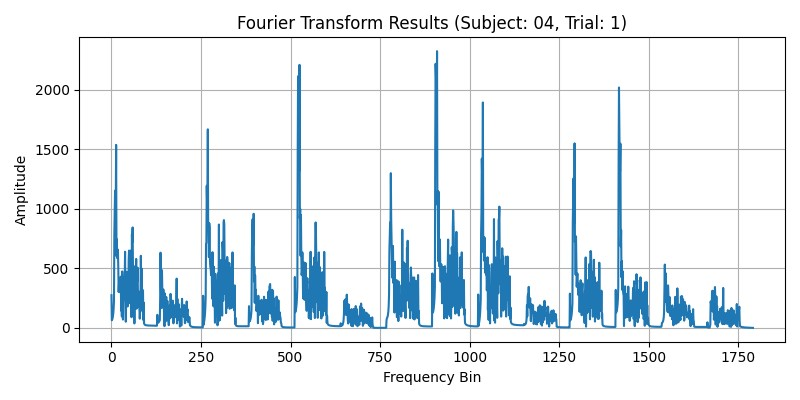 Fourier Transform Results (Subject: 04, Trial: 1)
Amplitude
2000
1500
1000
500
0
0 250 500 750 1000 1250 1500 1750
Frequency Bin